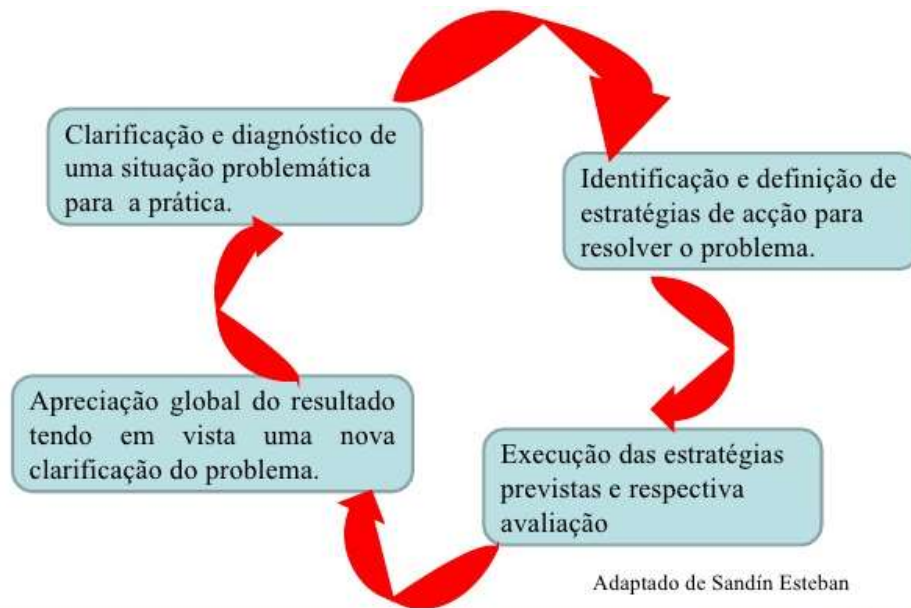 Clarificação e diagnóstico de
uma situação problemática
para a prática.
Identificação e definição de
estratégias de acção para
resolver o problema.
Execução das estratégias
previstas e respectiva
avaliação
Apreciação global do resultado
tendo em vista uma nova
clarificação do problema.
Adaptado de Sandín Esteban